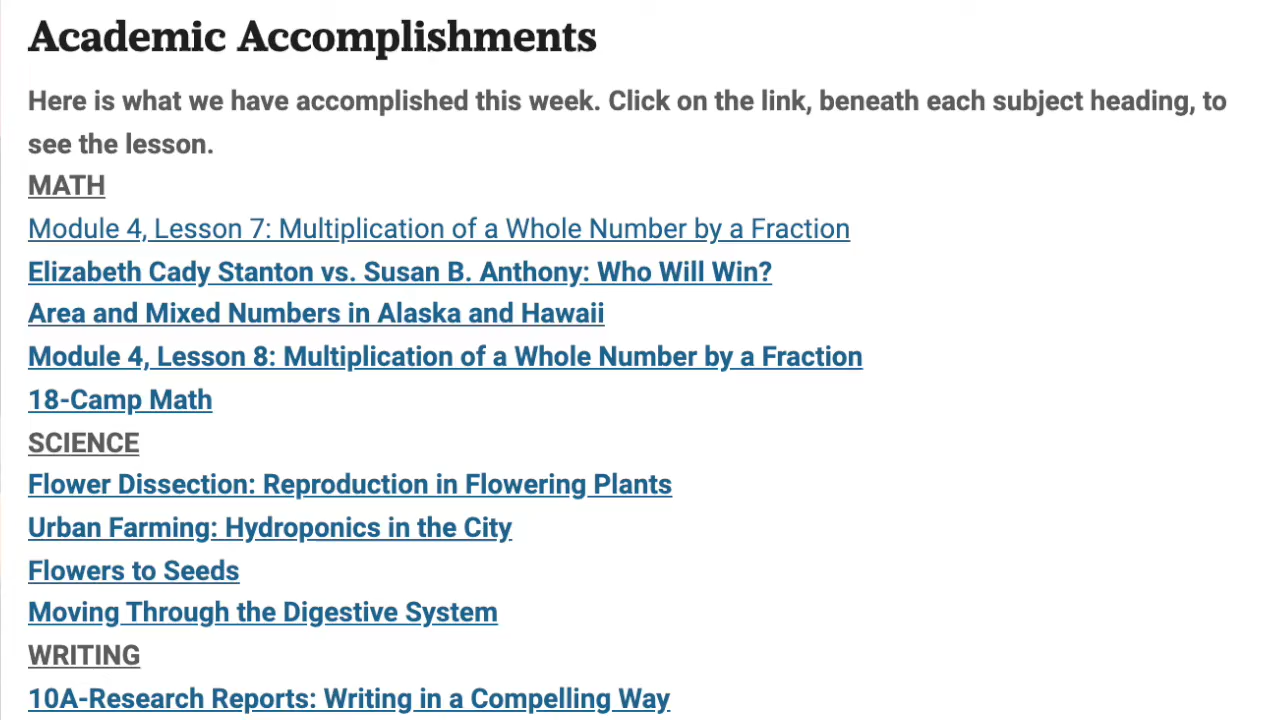 Academic Accomplishments
Here is what we have accomplished this week. Click on the link, beneath each subject heading, to
see the lesson.
MATH
Module 4, Lesson 7: Multiplication of a Whole Number by a Fraction
Elizabeth Cady Stanton vs. Susan B. Anthony: Who Will Win?
Area and Mixed Numbers in Alaska and Hawaii
Module 4, Lesson 8: Multiplication of a Whole Number by a Fraction
18-Camp Math
SCIENCE
Flower Dissection: Reproduction in Flowering Plants
Urban Farming: Hydroponics in the City
Flowers to Seeds
Moving Through the Digestive System
WRITING
10A-Research Reports: Writing in a Compelling Way